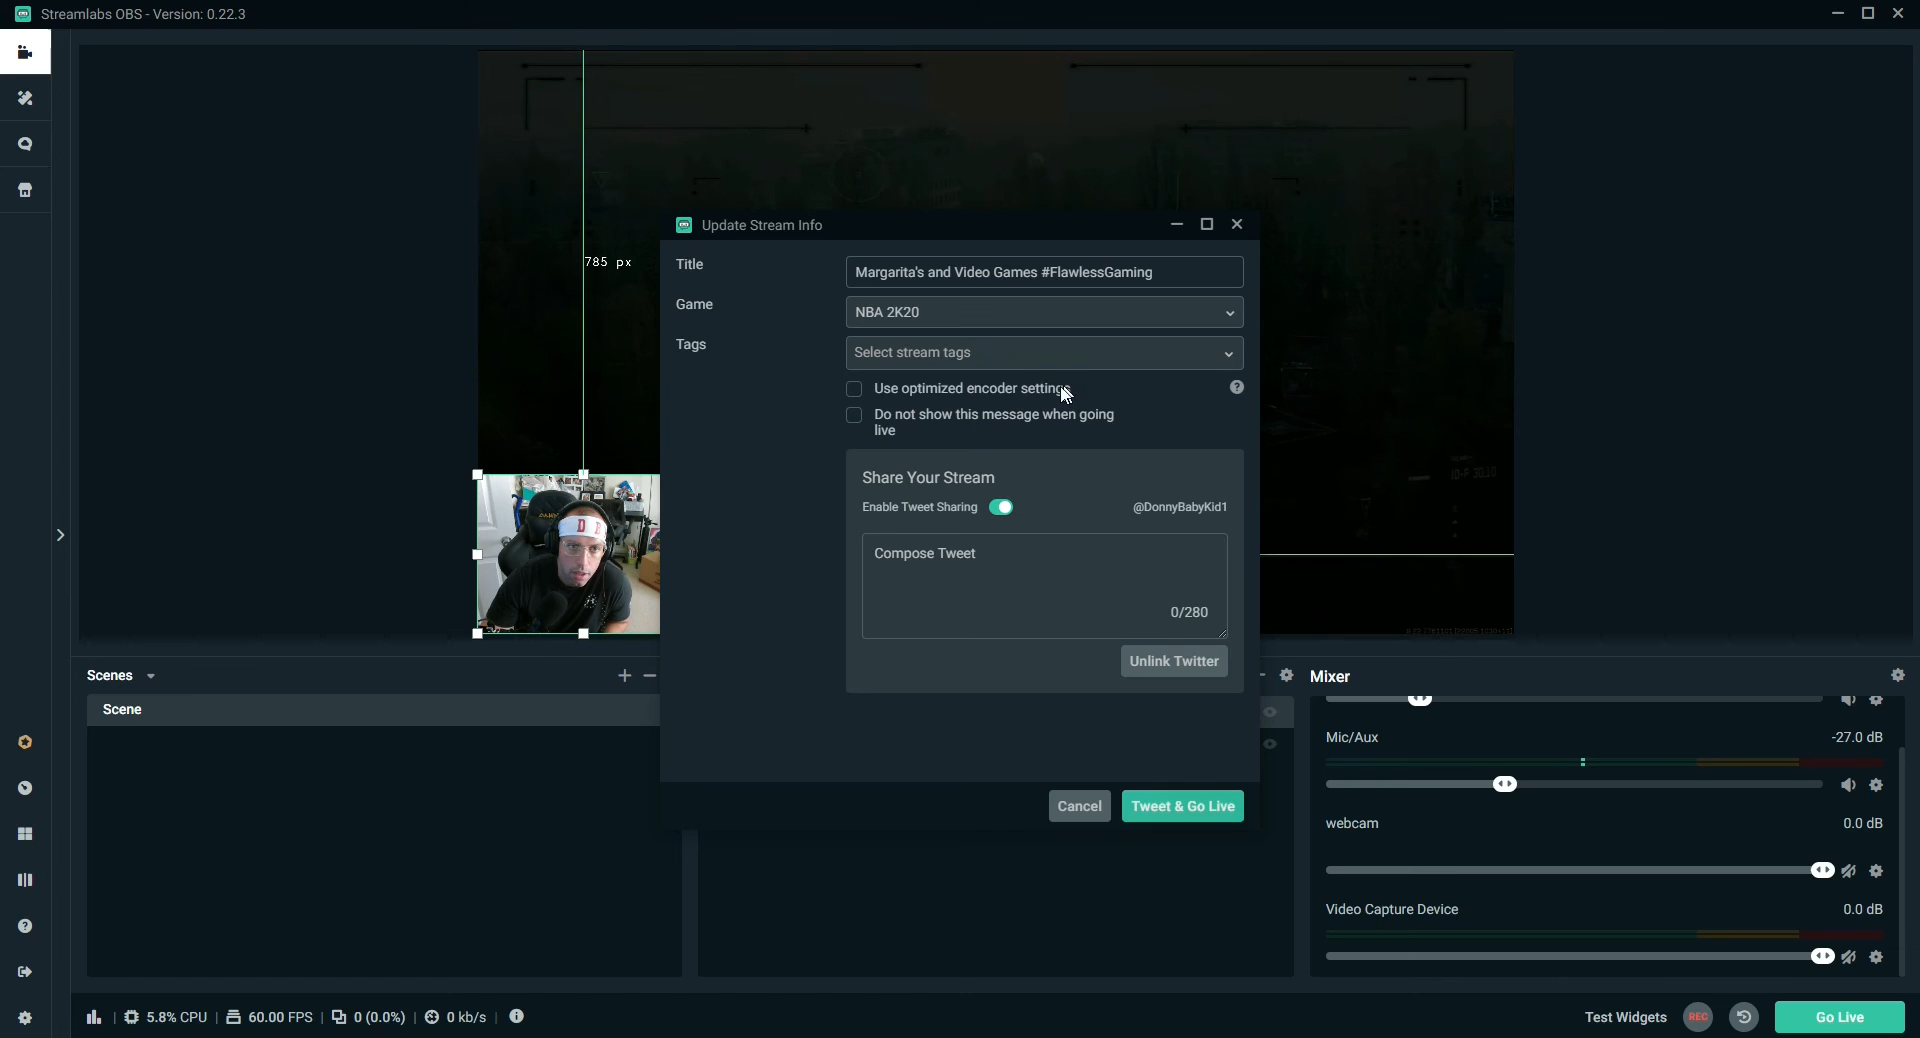 Streamlabs OBS - Version: 0.22.3
785 px
Update Stream Info
Title
Margarita's and Video Games #FlawlessGaming
Game
NBA 2K20
Tags
Select stream tags
Use optimized encoder settings
Do not show this message when going
live
Share Your Stream
Enable Tweet Sharing
@DonnyBabyKid1
Compose Tweet
0/280
Unlink Twitter
Cancel
Tweet & Go Live
Scenes
Scene
Mixer
Mic/Aux
-27.0 dB
webcam
0.0 dB
Video Capture Device
0.0 dB
5.8% CPU
60.00 FPS
0 (0.0%)
0 kb/s
Test Widgets
REC
Go Live